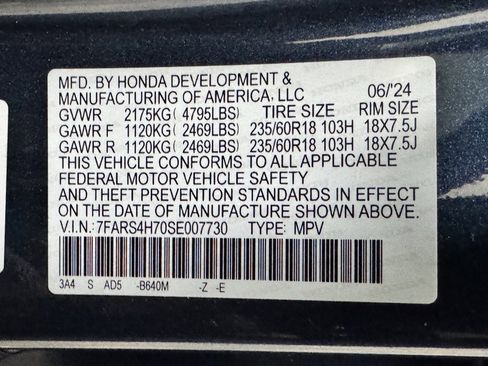 MFD. BY HONDA DEVELOPMENT &
MANUFACTURING OF AMERICA, LLC 06/'24
GVWR 2175KG( 4795LBS) TIRE SIZE RIM SIZE
GAWR F 1120KG( 2469LBS) 235/60R18 103H 18X7.5J
GAWR R 1120KG( 2469LBS) 235/60R18 103H 18X7.5J
THIS VEHICLE CONFORMS TO ALL APPLICABLE
FEDERAL MOTOR VEHICLE SAFETY
AND THEFT PREVENTION STANDARDS IN EFFECT
ON THE DATE OF MANUFACTURE SHOWN ABOVE.
V.I.N.:7FARS4H70SE007730 TYPE: MPV
3A4 S AD5 -B640M -Z -E